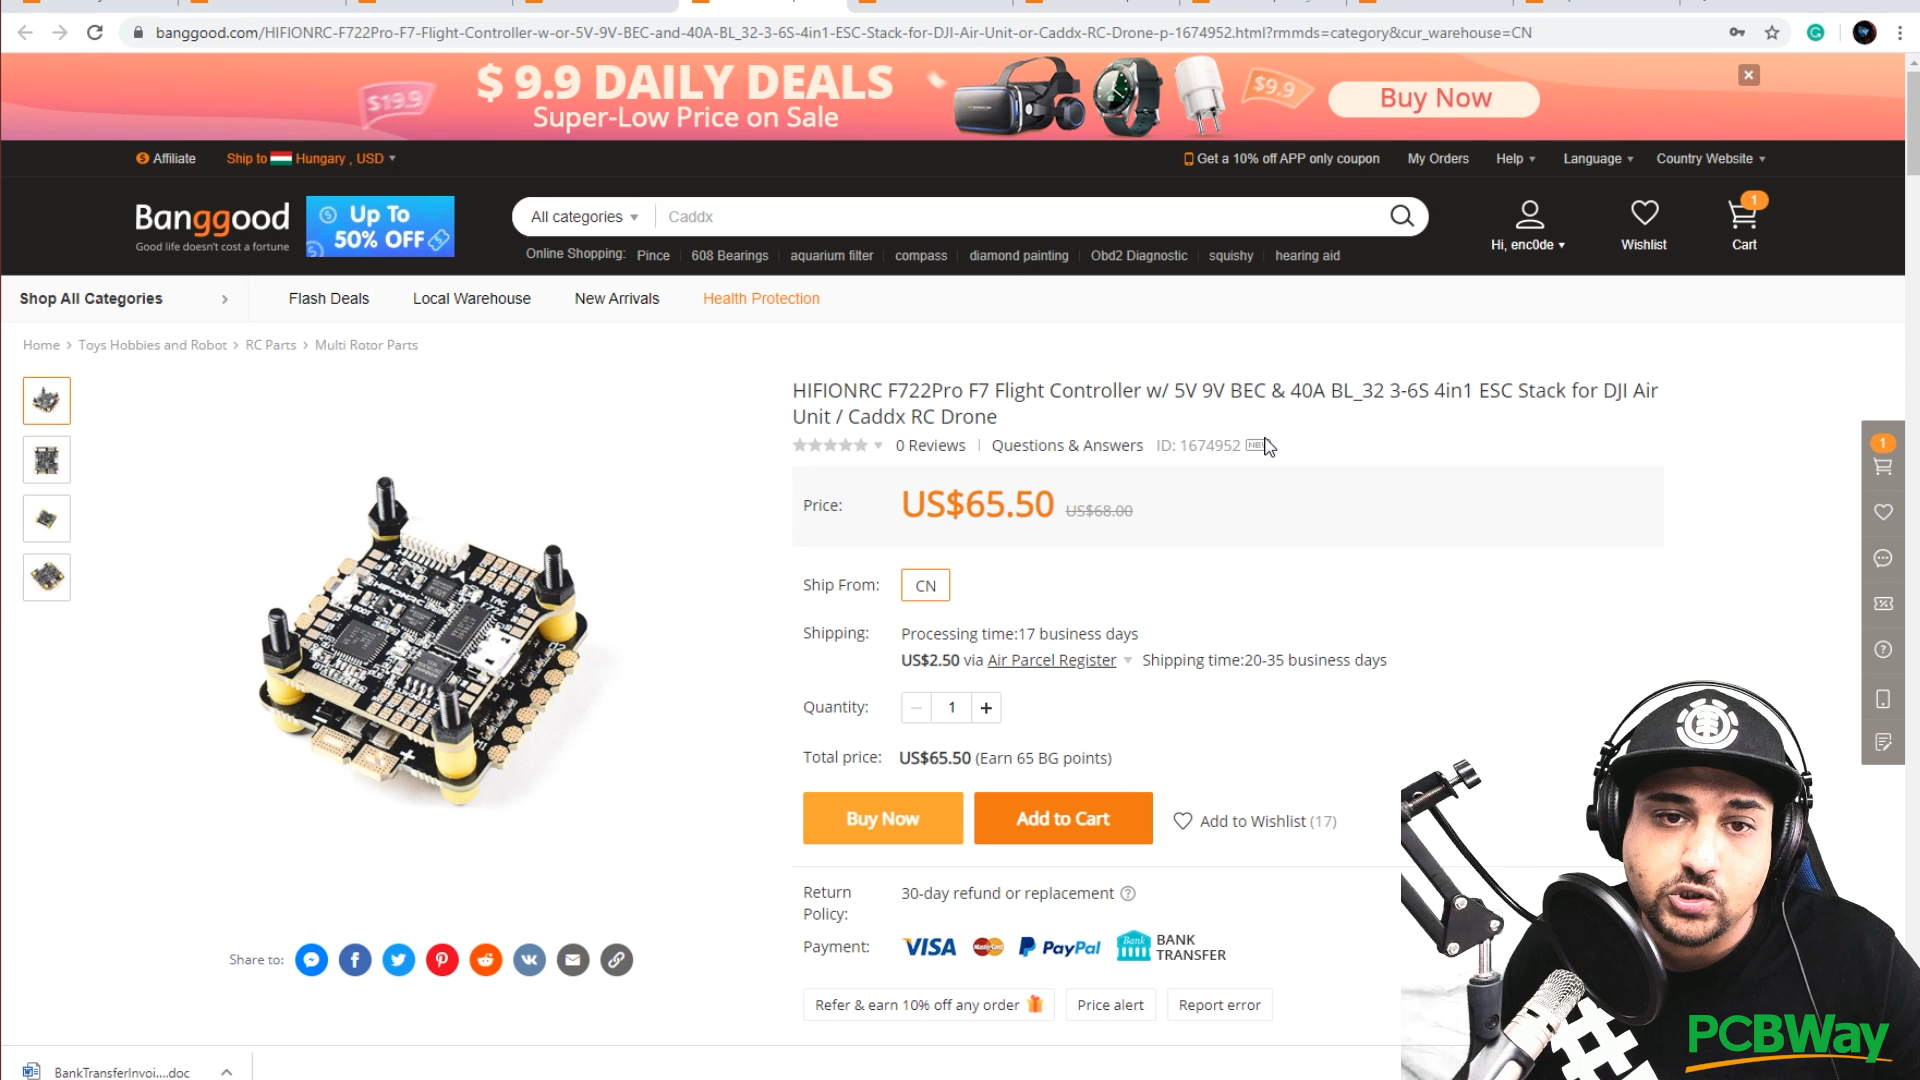 banggood.com/HIFIONRC-F722Pro-F7-Flight-Controller-w-or-5V-9V-BEC-and-40A-BL_32-3-6S-4in1-ESC-Stack-for-DJI-Air-Unit-or-Caddx-RC-Drone-p-1674952.html?rmmds=category&cur_warehouse=CN
$19.9
$ 9.9 DAILY DEALS
Super-Low Price on Sale
$9.9
Buy Now
Affiliate
Ship to Hungary , USD
Get a 10% off APP only coupon
My Orders
Help
Language
Country Website
Banggood
Good life doesn't cost a fortune
Up To
50% OFF
All categories
Caddx
Online Shopping: Pince 608 Bearings aquarium filter compass diamond painting Obd2 Diagnostic squishy hearing aid
Hi, enc0de
Wishlist
1
Cart
Shop All Categories
Flash Deals
Local Warehouse
New Arrivals
Health Protection
Home > Toys Hobbies and Robot > RC Parts > Multi Rotor Parts
HIFIONRC F722Pro F7 Flight Controller w/ 5V 9V BEC & 40A BL_32 3-6S 4in1 ESC Stack for DJI Air
Unit / Caddx RC Drone
0 Reviews
Questions & Answers
ID: 1674952
Price:
US$65.50
US$68.00
Ship From:
CN
Shipping:
Processing time:17 business days
US$2.50 via Air Parcel Register
Shipping time:20-35 business days
Quantity:
1
Total price:
US$65.50 (Earn 65 BG points)
Buy Now
Add to Cart
Add to Wishlist (17)
Return
Policy:
30-day refund or replacement
Payment:
VISA
MasterCard
PayPal
Bank
BANK
TRANSFER
Share to:
Refer & earn 10% off any order
Price alert
Report error
1
HIFIONRC
F722
BOOT
PCBWay
BankTransferInvoi....doc